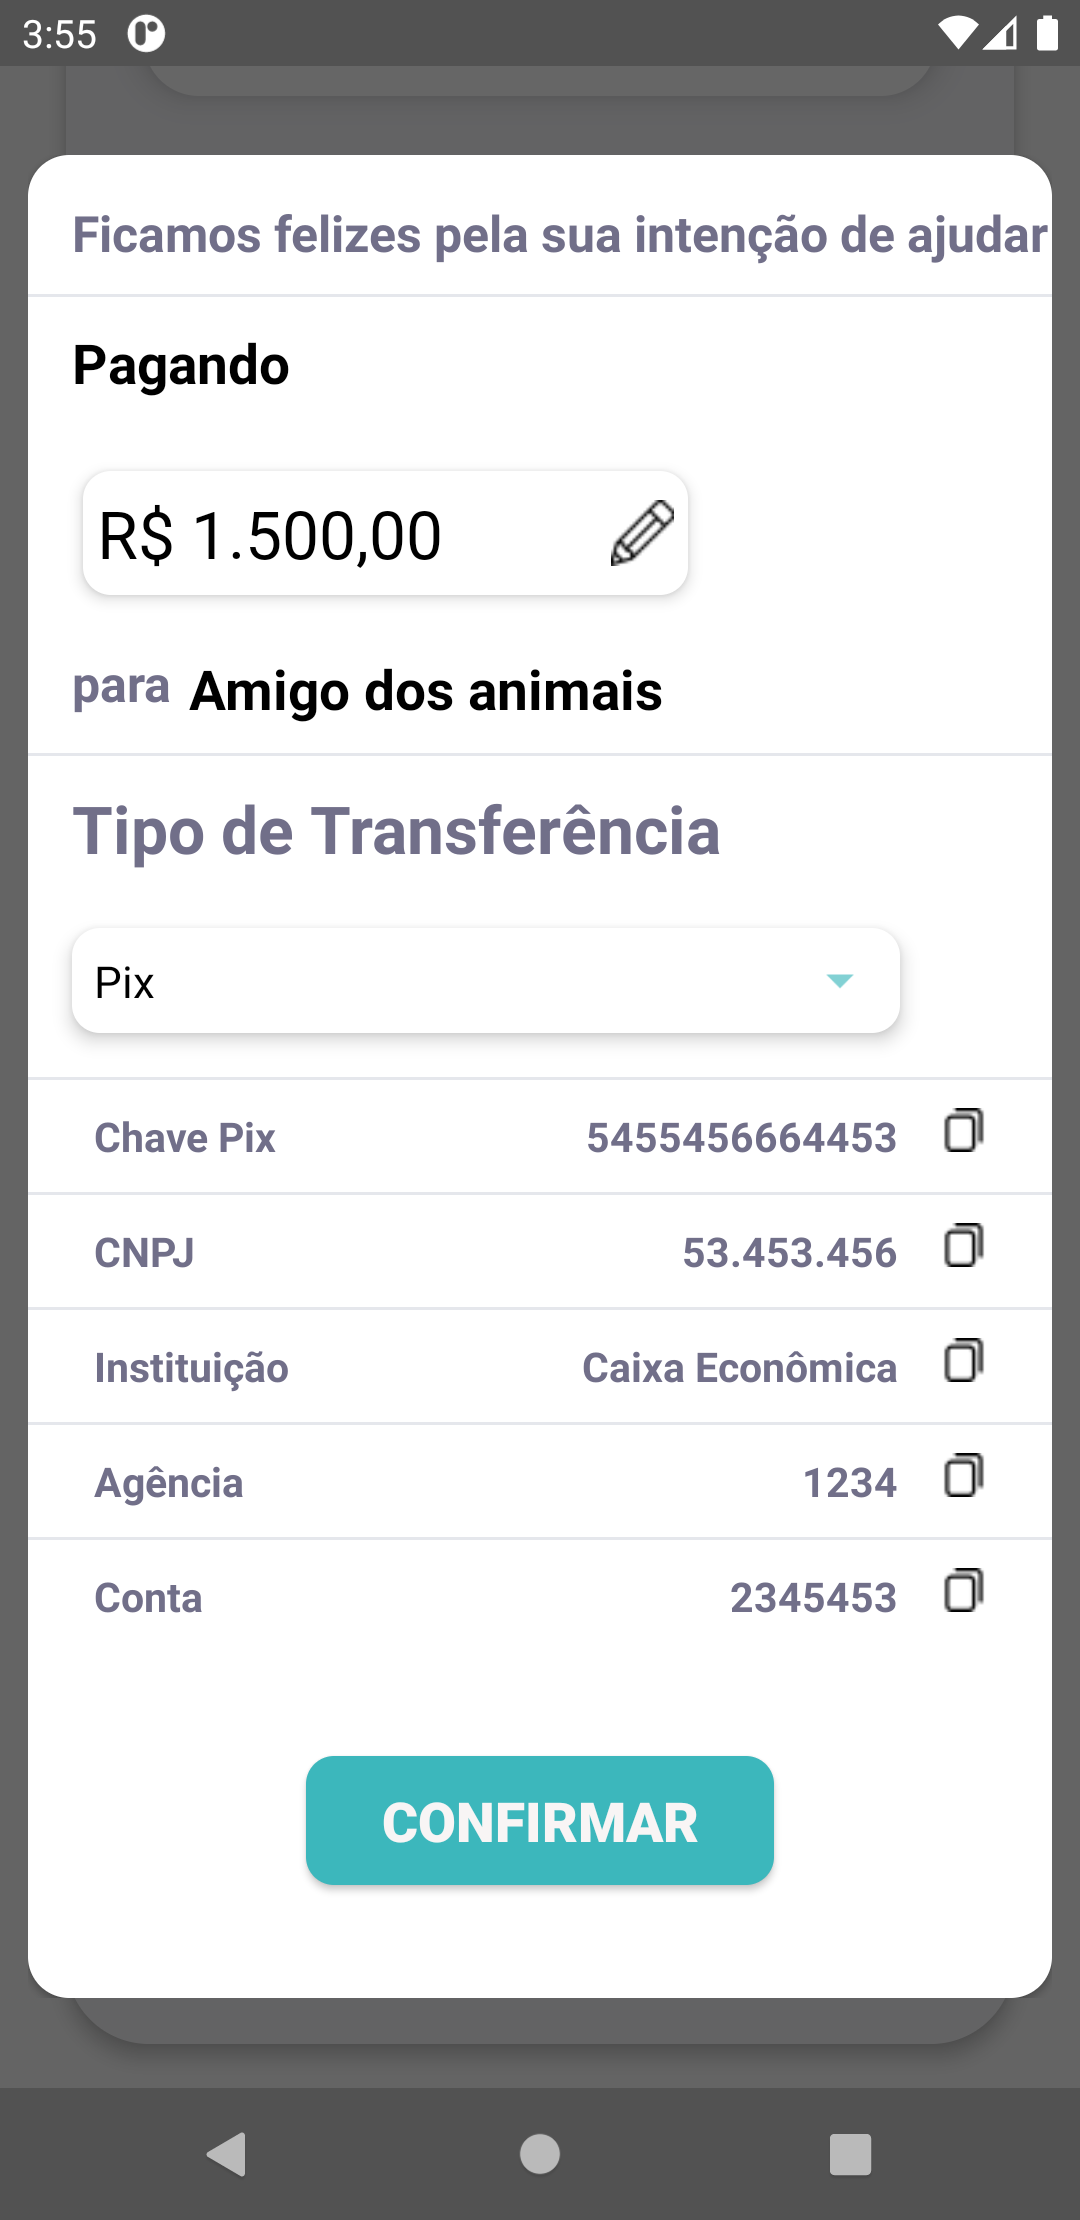 3:55
Ficamos felizes pela sua intenção de ajudar
Pagando
R$ 1.500,00
para Amigo dos animais
Tipo de Transferência
Pix
Chave Pix 5455456664453
CNPJ 53.453.456
Instituição Caixa Econômica
Agência 1234
Conta 2345453
CONFIRMAR